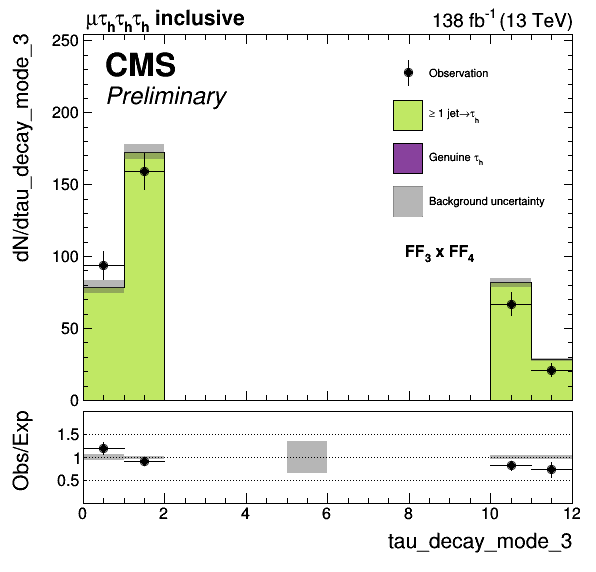 μτₕτₕτₕ inclusive 138 fb⁻¹ (13 TeV)
dN/dtau_decay_mode_3
CMS
Preliminary
Observation
≥ 1 jet→τₕ
Genuine τₕ
Background uncertainty
FF₃ x FF₄
250
200
150
100
50
0
Obs/Exp
1.5
1
0.5
0 2 4 6 8 10 12
tau_decay_mode_3